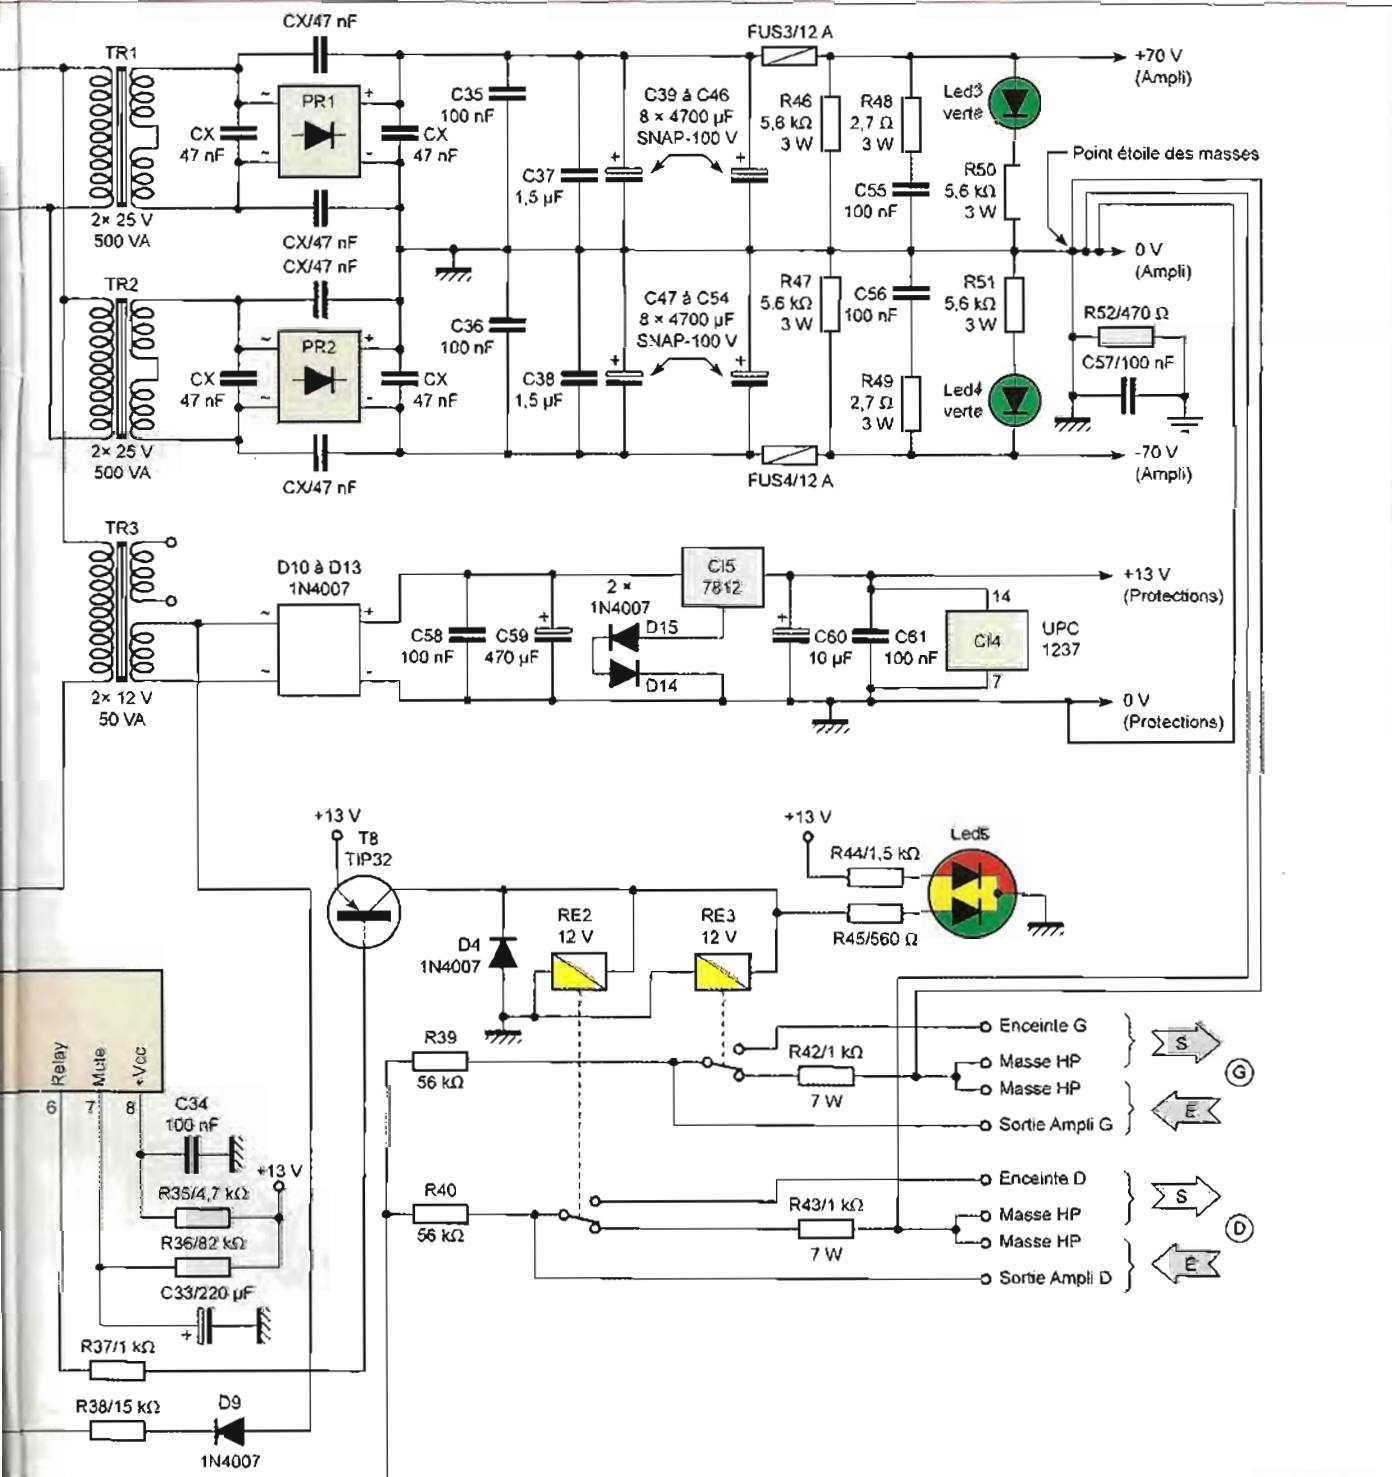 CX/47 nF
FUS3/12 A
TR1
+70 V
(Ampli)
PR1
~
+
~
-
CX
47 nF
CX
47 nF
C35
100 nF
C39 à C46
8 × 4700 µF
SNAP-100 V
+
+
R46
5,6 kΩ
3 W
R48
2,7 Ω
3 W
Led3
verte
Point étoile des masses
C37
1,5 µF
C55
100 nF
R50
5,6 kΩ
3 W
2× 25 V
500 VA
CX/47 nF
CX/47 nF
0 V
(Ampli)
TR2
PR2
~
+
~
-
CX
47 nF
CX
47 nF
C36
100 nF
C47 à C54
8 × 4700 µF
SNAP-100 V
+
+
R47
5,6 kΩ
3 W
C56
100 nF
R51
5,6 kΩ
3 W
R52/470 Ω
C57/100 nF
C38
1,5 µF
R49
2,7 Ω
3 W
Led4
verte
2× 25 V
500 VA
CX/47 nF
FUS4/12 A
-70 V
(Ampli)
TR3
D10 à D13
1N4007
~
+
~
-
CI5
7812
2 ×
1N4007
D15
D14
+13 V
(Protections)
C58
100 nF
C59
470 µF
+
+
C60
10 µF
C61
100 nF
14
CI4
7
UPC
1237
2× 12 V
50 VA
0 V
(Protections)
+13 V
T8
TIP32
+13 V
Led5
R44/1,5 kΩ
R45/560 Ω
D4
1N4007
RE2
12 V
RE3
12 V
Relay
Mute
+Vcc
6
7
8
R39
56 kΩ
R42/1 kΩ
7 W
Enceinte G
Masse HP
Masse HP
Sortie Ampli G
S
E
G
C34
100 nF
+13 V
R35/4,7 kΩ
R36/82 kΩ
C33/220 µF
+
R40
56 kΩ
R43/1 kΩ
7 W
Enceinte D
Masse HP
Masse HP
Sortie Ampli D
S
E
D
R37/1 kΩ
R38/15 kΩ
D9
1N4007